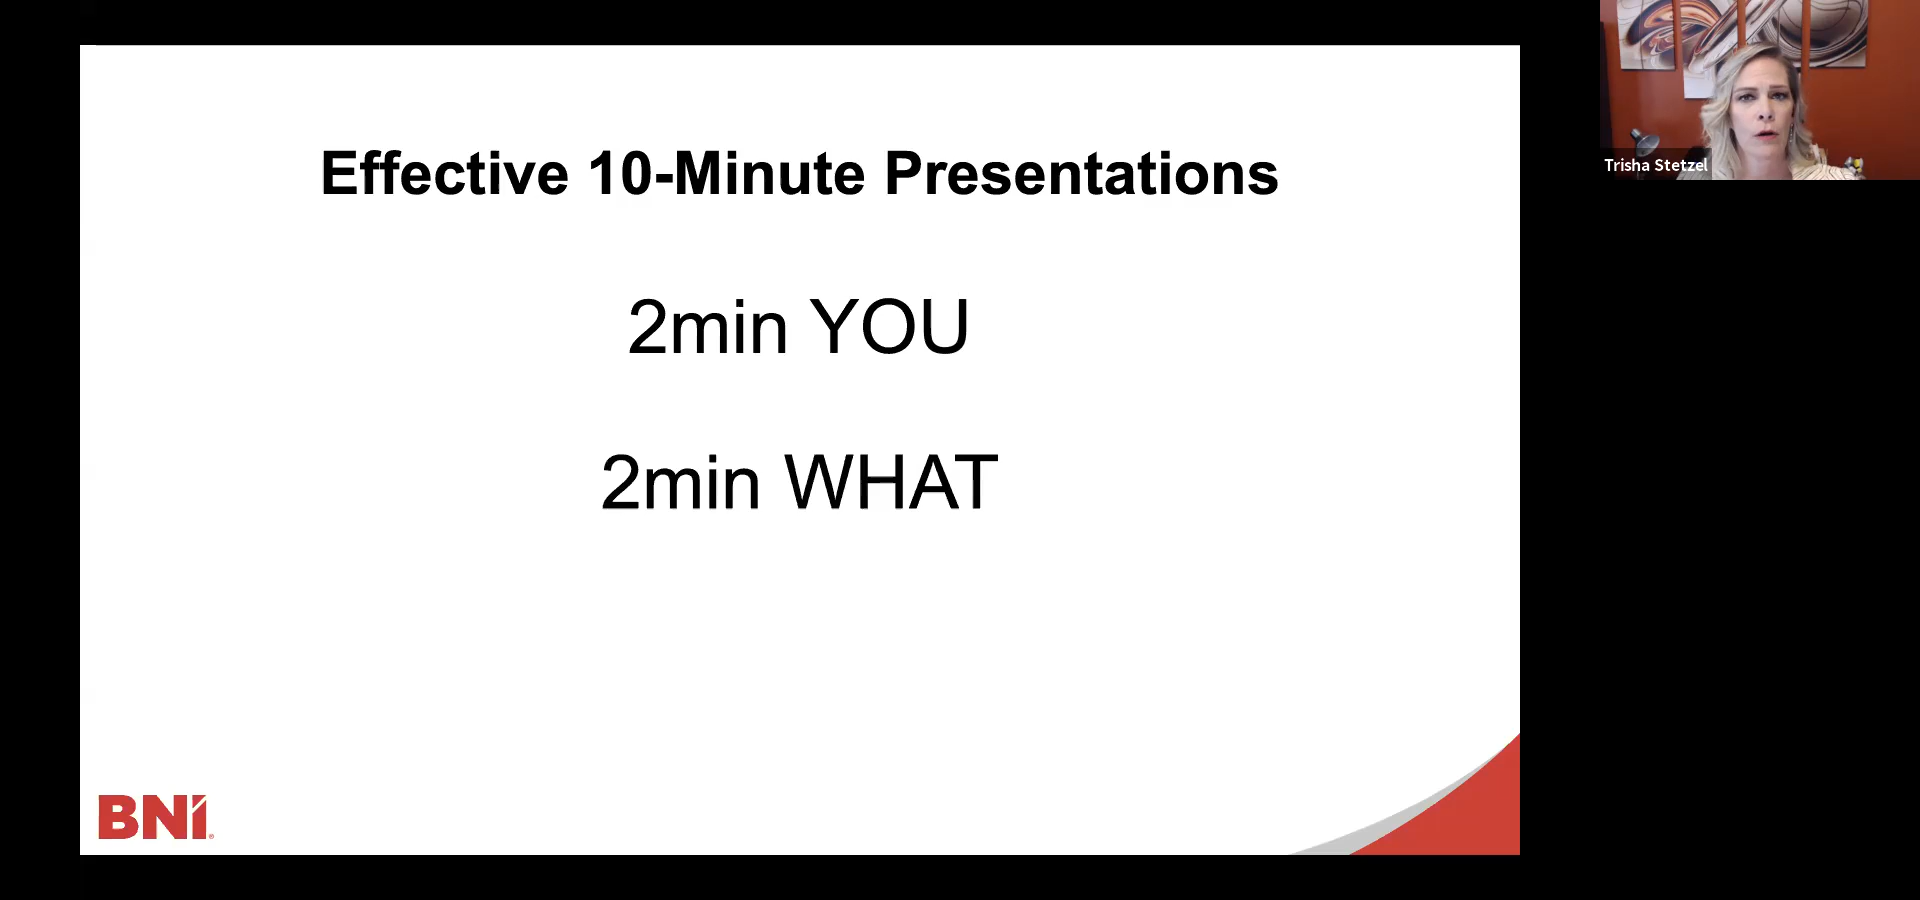 Effective 10-Minute Presentations
2min YOU
2min WHAT
BNI®
Trisha Stetzel